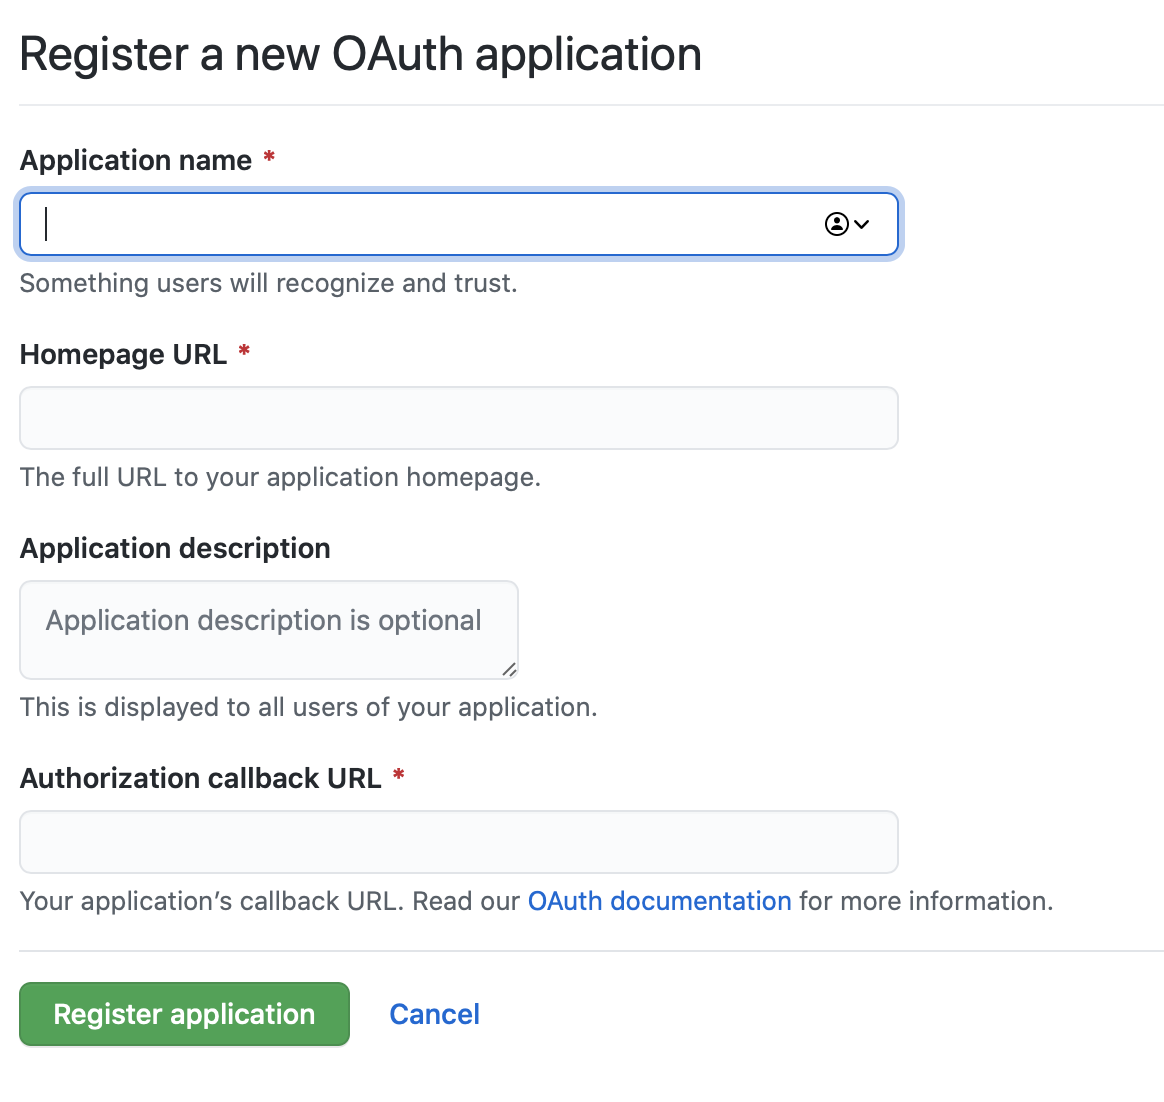 Register a new OAuth application
Application name *
Something users will recognize and trust.
Homepage URL *
The full URL to your application homepage.
Application description
Application description is optional
This is displayed to all users of your application.
Authorization callback URL *
Your application’s callback URL. Read our OAuth documentation for more information.
Register application Cancel